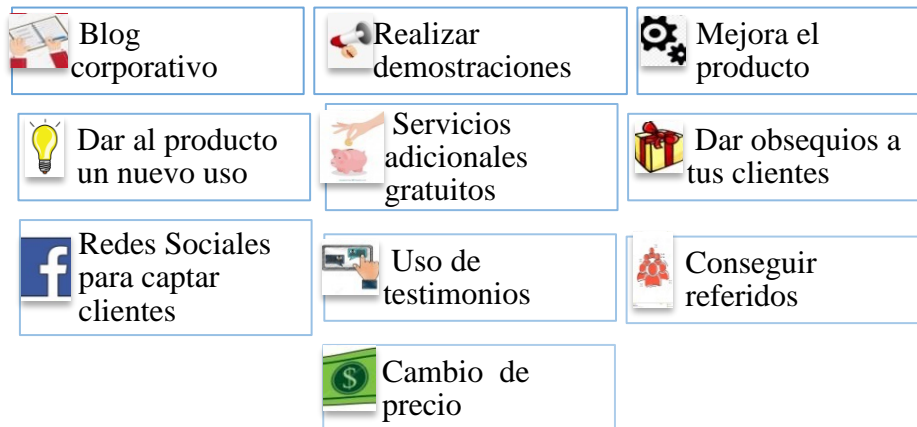 Blog
corporativo
Realizar
demostraciones
Mejora el
producto
Dar al producto
un nuevo uso
Servicios
adicionales
gratuitos
Dar obsequios a
tus clientes
Redes Sociales
para captar
clientes
Uso de
testimonios
Conseguir
referidos
Cambio de
precio